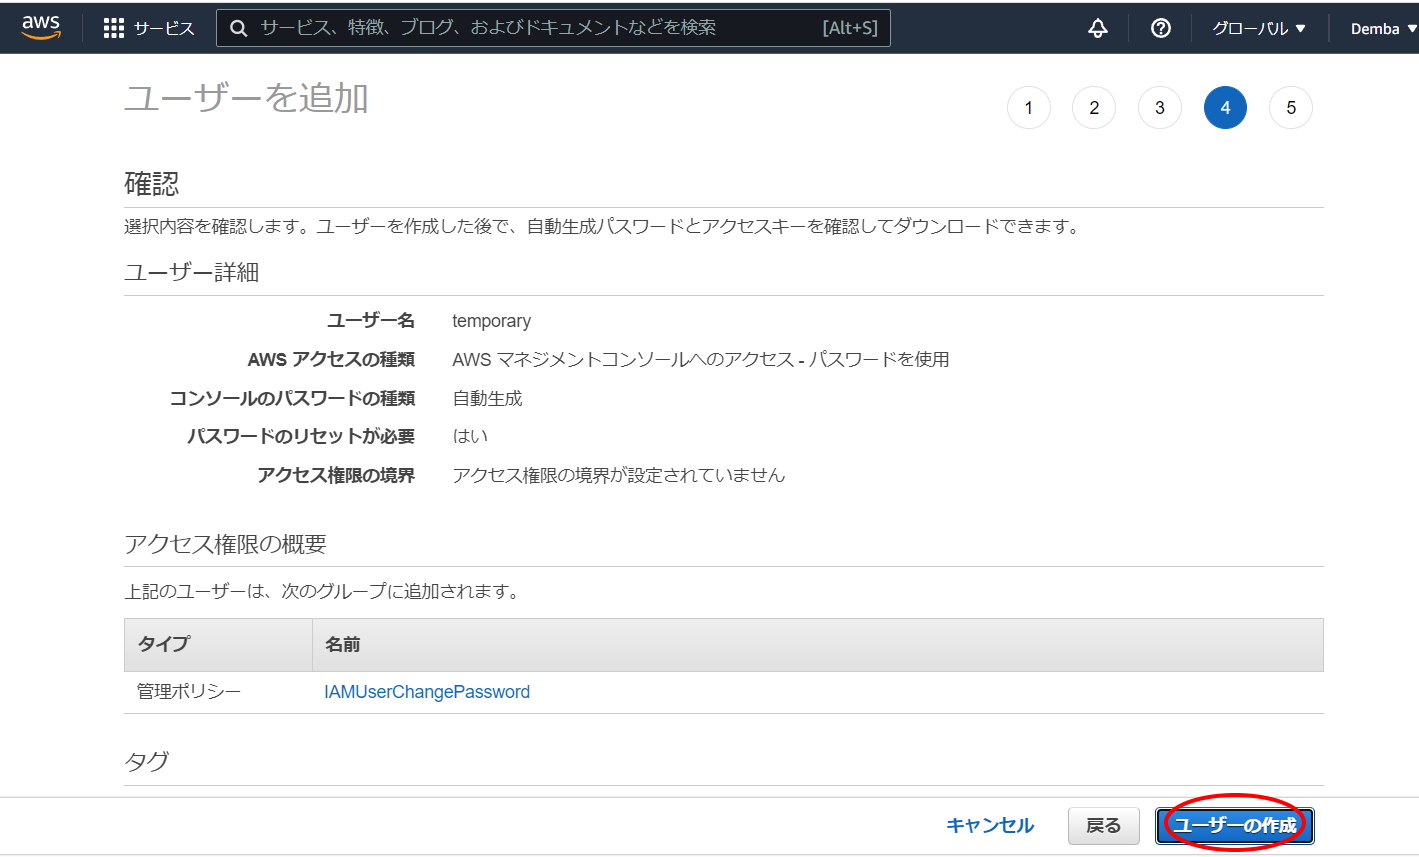 aws サービス サービス、特徴、ブログ、およびドキュメントなどを検索 [Alt+S] グローバル ▼ Demba ▼
ユーザーを追加 1 2 3 4 5
確認
選択内容を確認します。ユーザーを作成した後で、自動生成パスワードとアクセスキーを確認してダウンロードできます。
ユーザー詳細
ユーザー名 temporary
AWS アクセスの種類 AWS マネジメントコンソールへのアクセス - パスワードを使用
コンソールのパスワードの種類 自動生成
パスワードのリセットが必要 はい
アクセス権限の境界 アクセス権限の境界が設定されていません
アクセス権限の概要
上記のユーザーは、次のグループに追加されます。
タイプ 名前
管理ポリシー IAMUserChangePassword
タグ
キャンセル 戻る ユーザーの作成